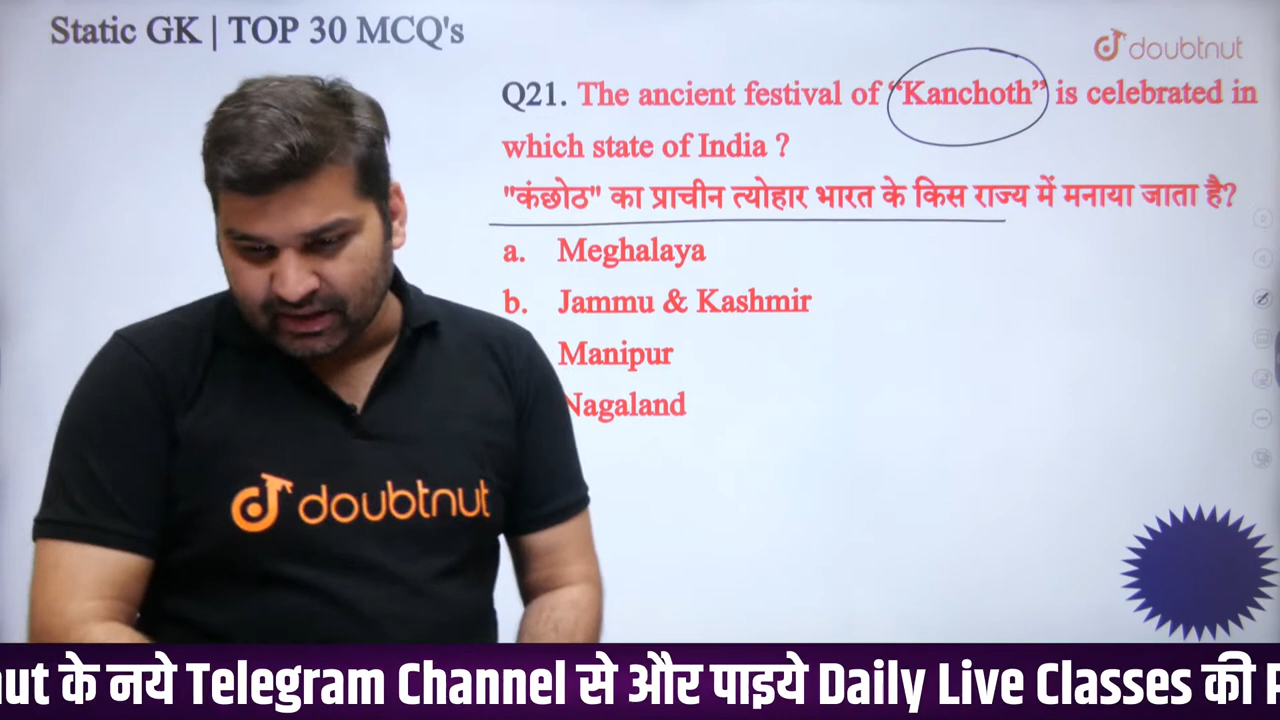 Static GK | TOP 30 MCQ's
doubtnut
Q21. The ancient festival of “Kanchoth” is celebrated in
which state of India ?
"कंछोठ" का प्राचीन त्योहार भारत के किस राज्य में मनाया जाता है?
a. Meghalaya
b. Jammu & Kashmir
Manipur
Nagaland
doubtnut
के नये Telegram Channel से और पाइये Daily Live Classes की